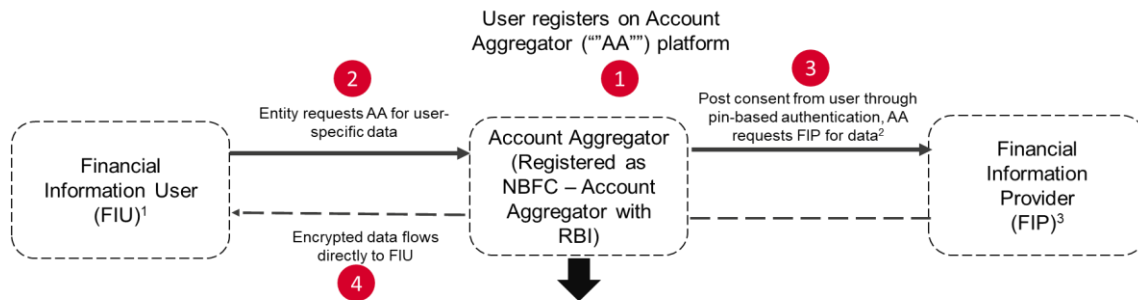 User registers on Account
Aggregator (“”AA””) platform
1
2
Entity requests AA for user-
specific data
3
Post consent from user through
pin-based authentication, AA
requests FIP for data2
Financial
Information User
(FIU)1
Account Aggregator
(Registered as
NBFC – Account
Aggregator with
RBI)
Financial
Information
Provider
(FIP)3
Encrypted data flows
directly to FIU
4